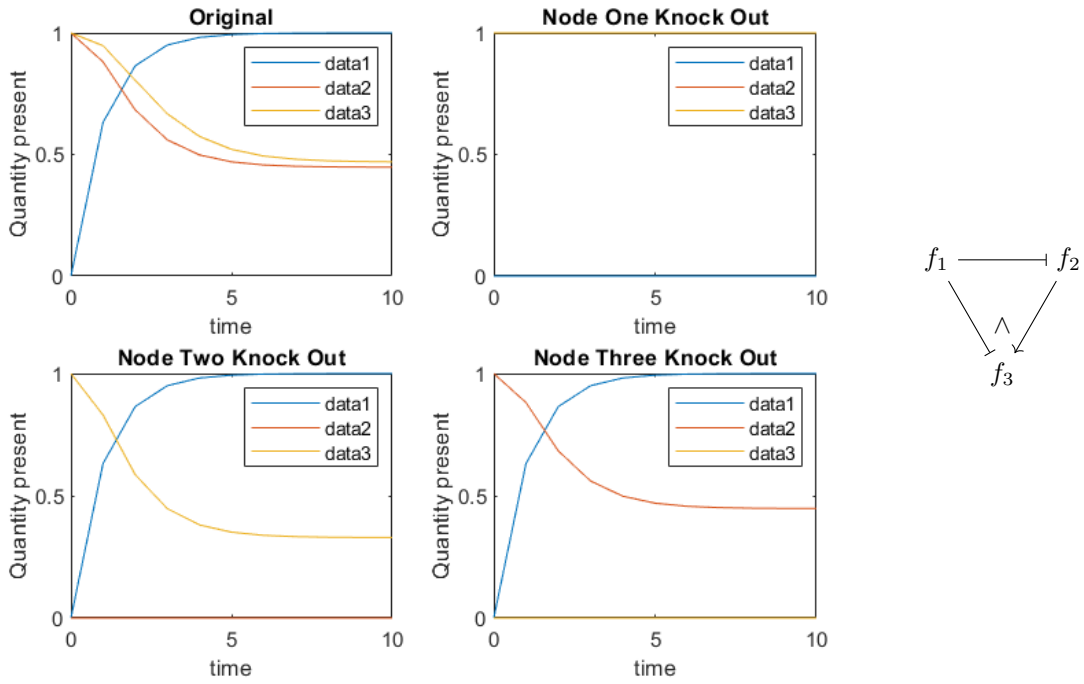 Original
Quantity present
1
0.5
0
0
5
10
time
data1
data2
data3
Node One Knock Out
Quantity present
1
0.5
0
0
5
10
time
data1
data2
data3
Node Two Knock Out
Quantity present
1
0.5
0
0
5
10
time
data1
data2
data3
Node Three Knock Out
Quantity present
1
0.5
0
0
5
10
time
data1
data2
data3
f₁
f₂
∧
f₃